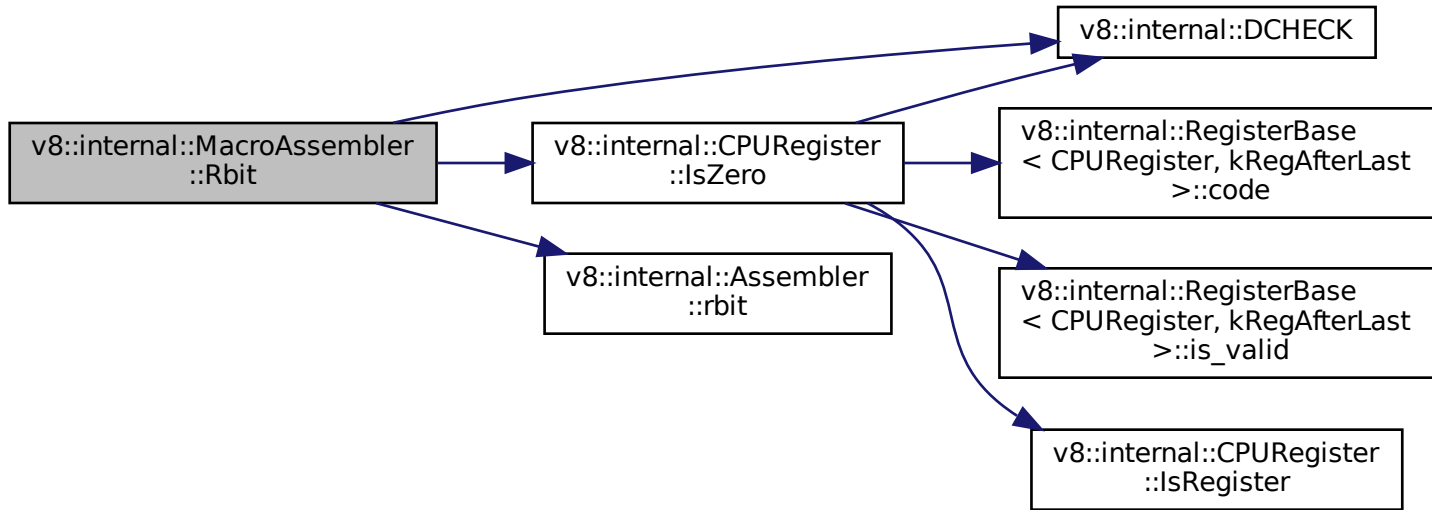 v8::internal::MacroAssembler
::Rbit
v8::internal::CPURegister
::IsZero
v8::internal::Assembler
::rbit
v8::internal::DCHECK
v8::internal::RegisterBase
< CPURegister, kRegAfterLast
>::code
v8::internal::RegisterBase
< CPURegister, kRegAfterLast
>::is_valid
v8::internal::CPURegister
::IsRegister